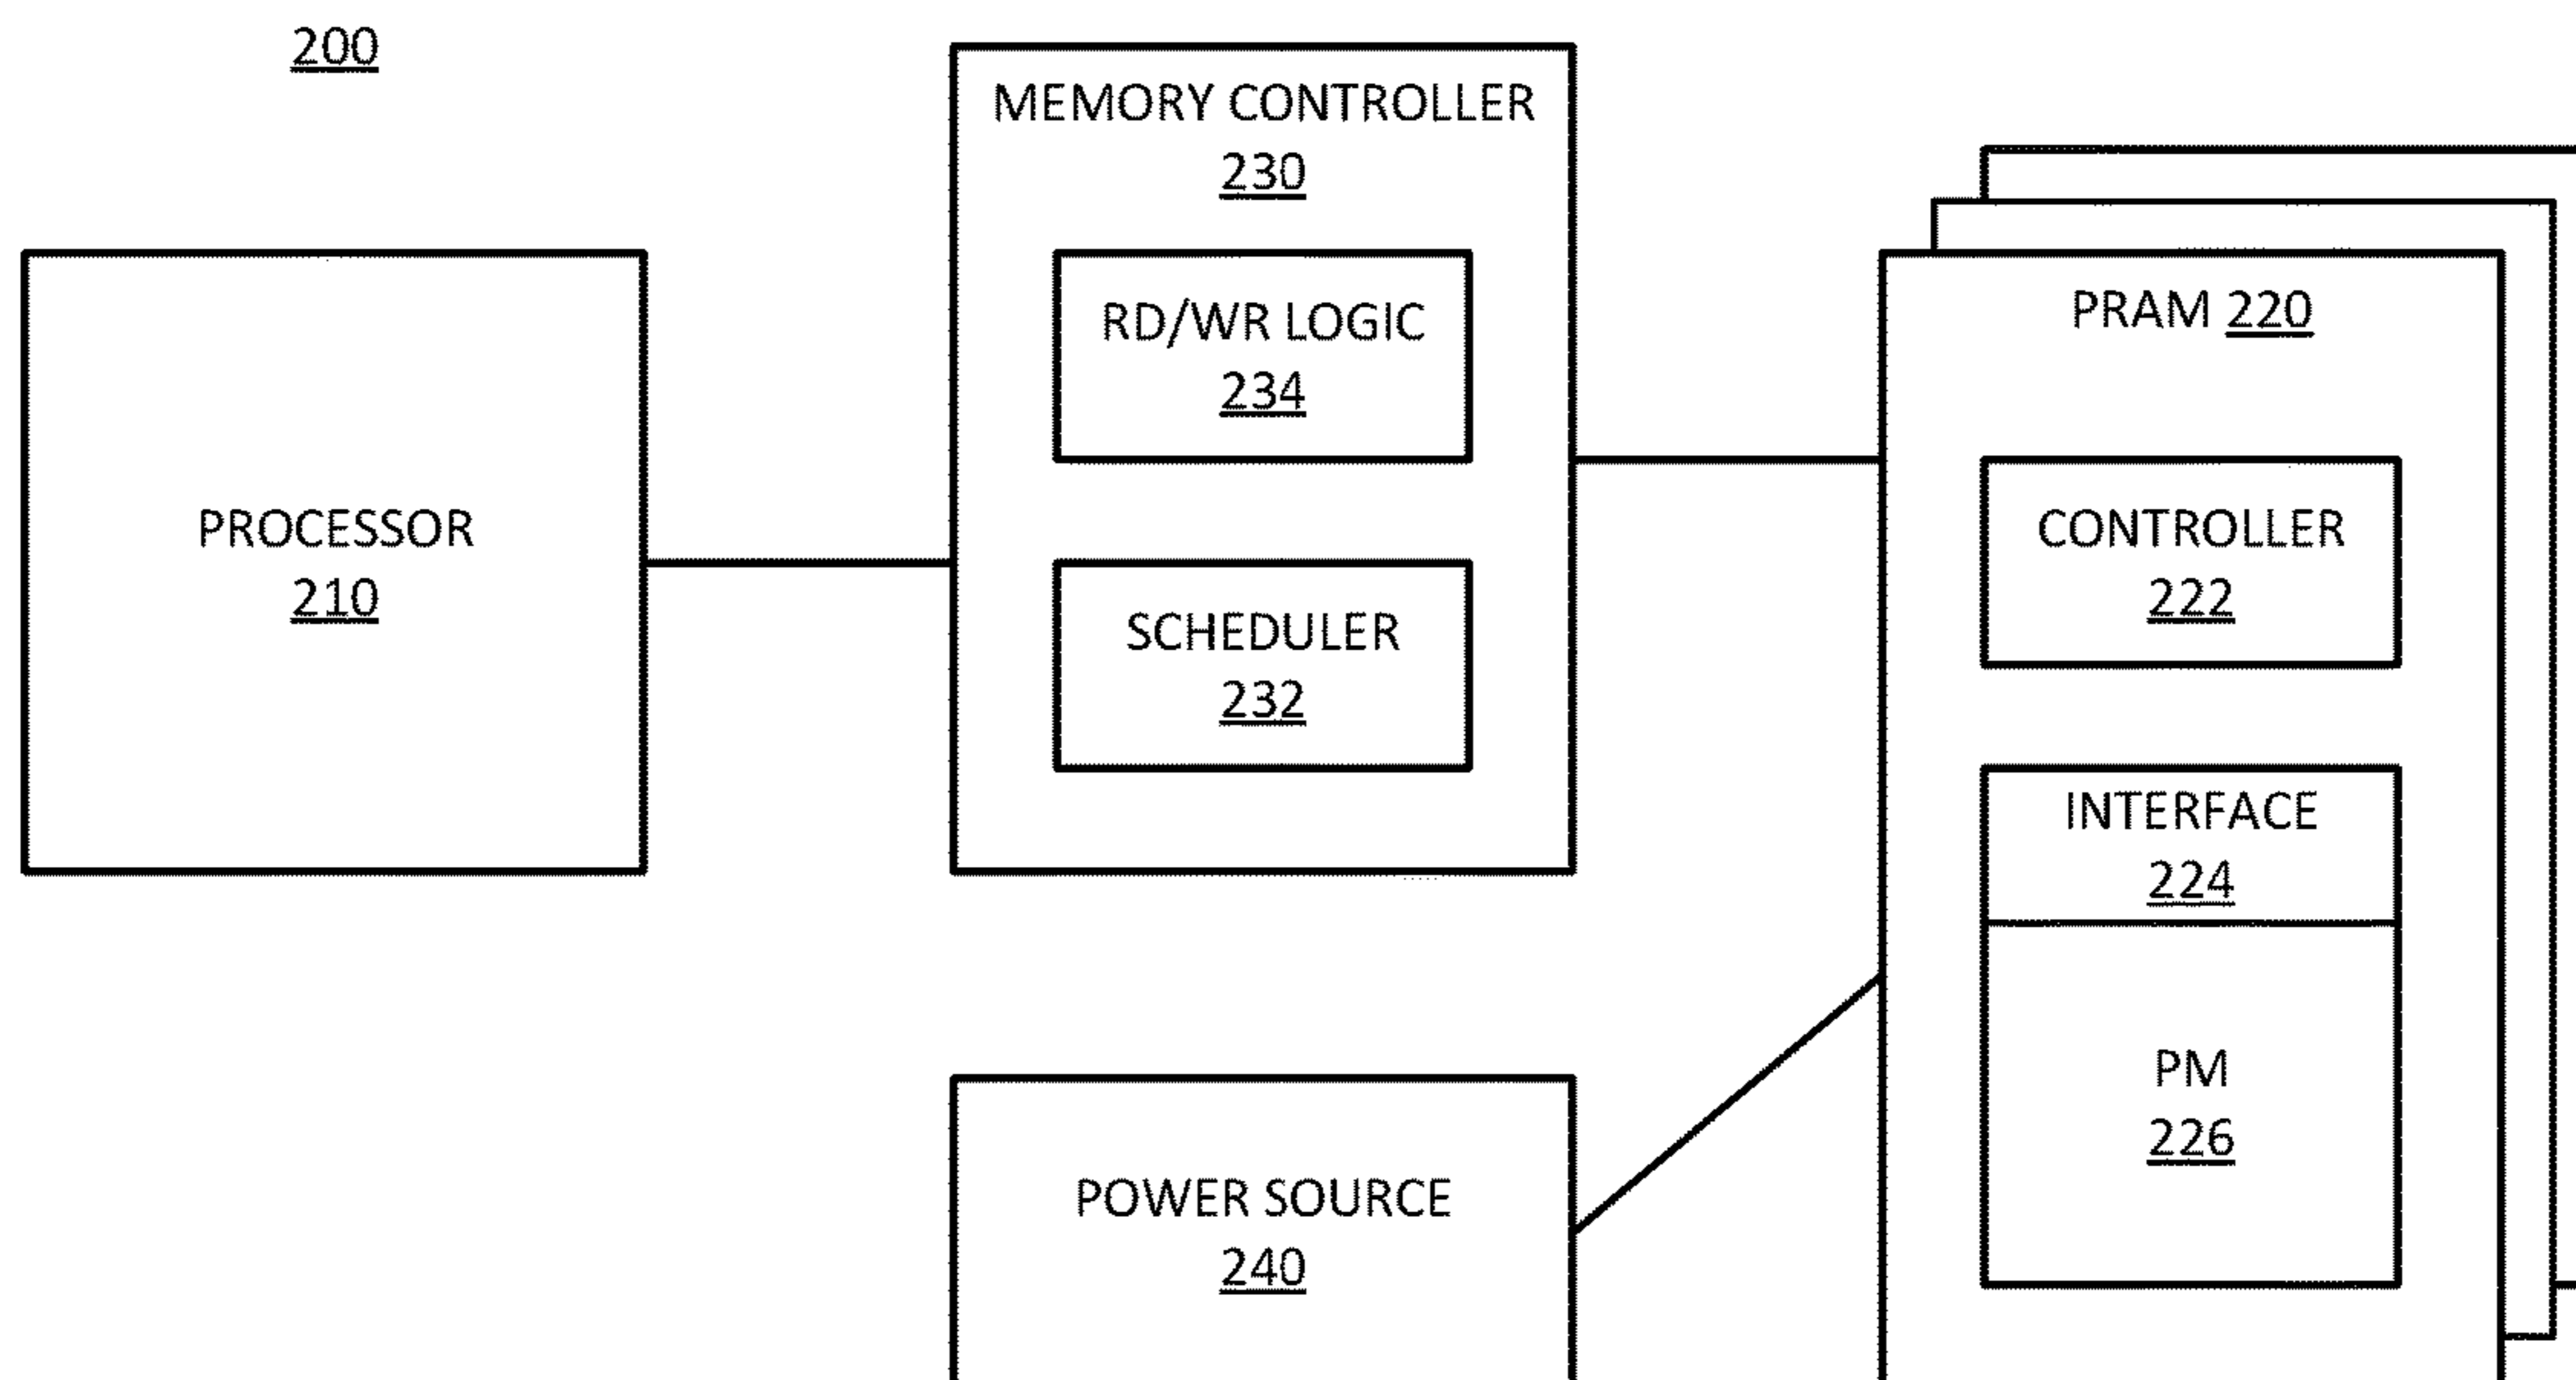 200
MEMORY CONTROLLER
230
RD/WR LOGIC
234
SCHEDULER
232
PROCESSOR
210
PRAM 220
CONTROLLER
222
INTERFACE
224
PM
226
POWER SOURCE
240